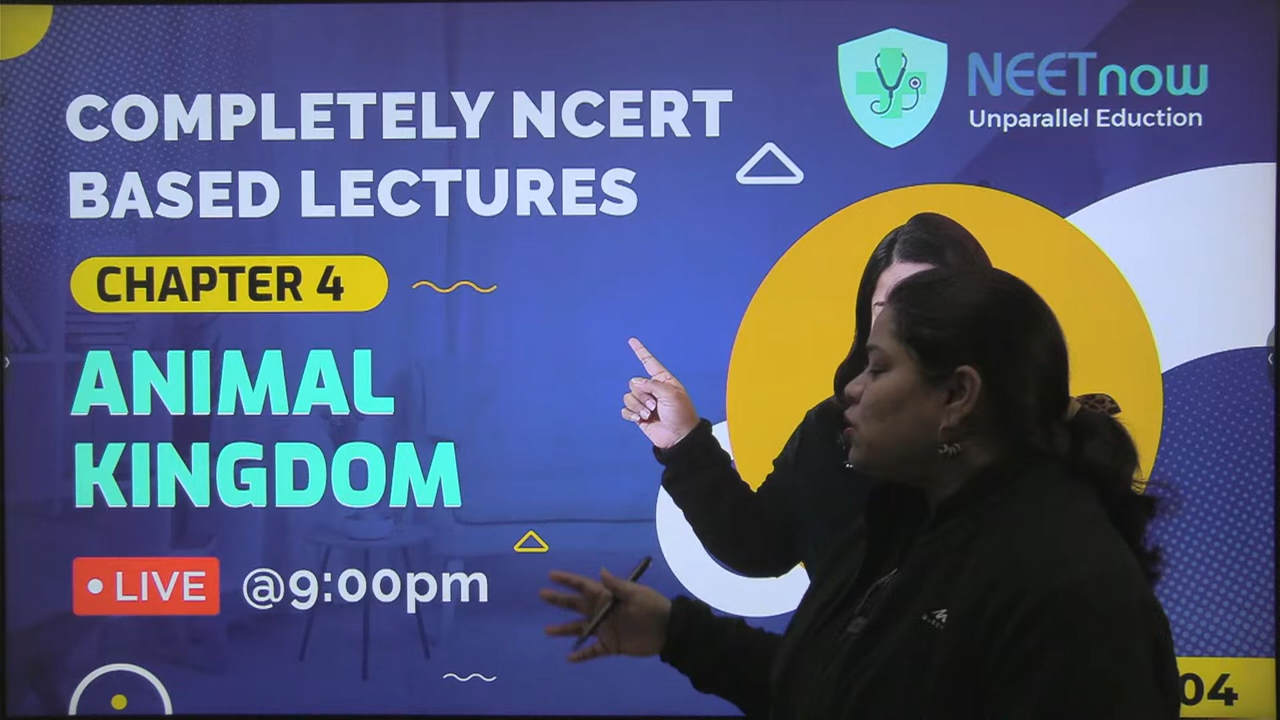 COMPLETELY NCERT
BASED LECTURES
CHAPTER 4
ANIMAL
KINGDOM
• LIVE @9:00pm
NEETnow
Unparallel Eduction
04